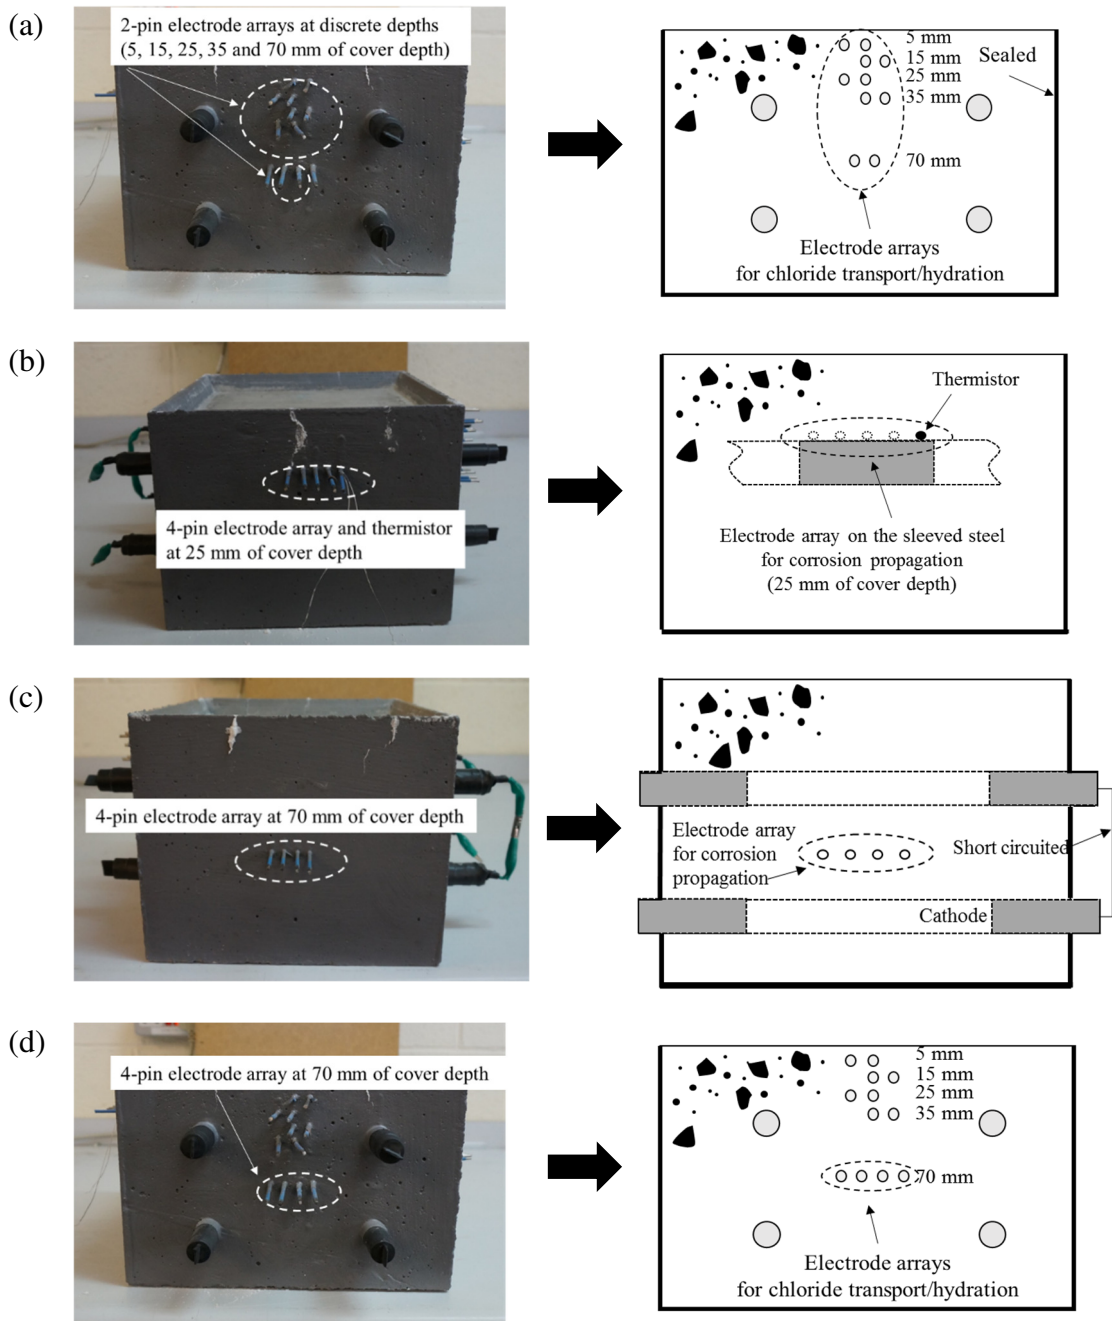 (a)
2-pin electrode arrays at discrete depths
(5, 15, 25, 35 and 70 mm of cover depth)
5 mm
15 mm
25 mm
35 mm
70 mm
Sealed
Electrode arrays
for chloride transport/hydration
(b)
4-pin electrode array and thermistor
at 25 mm of cover depth
Thermistor
Electrode array on the sleeved steel
for corrosion propagation
(25 mm of cover depth)
(c)
4-pin electrode array at 70 mm of cover depth
Electrode array
for corrosion
propagation
Short circuited
Cathode
(d)
4-pin electrode array at 70 mm of cover depth
5 mm
15 mm
25 mm
35 mm
70 mm
Electrode arrays
for chloride transport/hydration